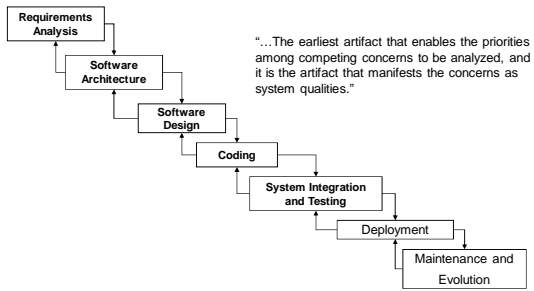 Requirements
Analysis
“…The earliest artifact that enables the priorities
among competing concerns to be analyzed, and
it is the artifact that manifests the concerns as
system qualities.”
Software
Architecture
Software
Design
Coding
System Integration
and Testing
Deployment
Maintenance and
Evolution